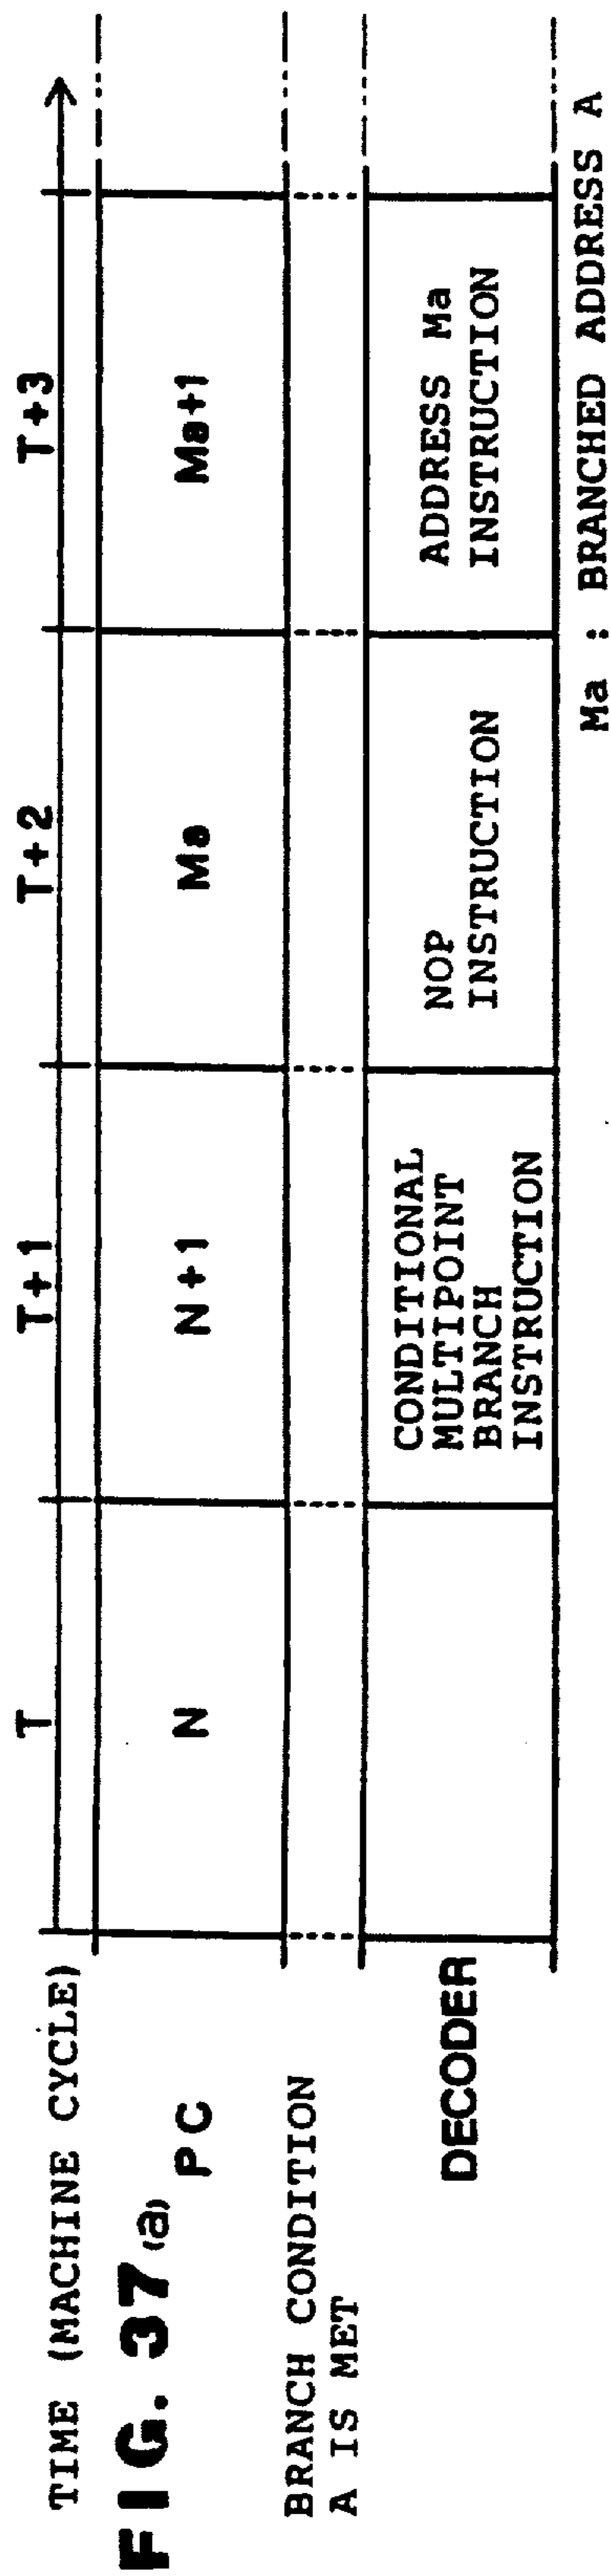 TIME (MACHINE CYCLE)
T
T+1
T+2
T+3
FIG. 37(a)
PC
N
N+1
Ma
Ma+1
BRANCH CONDITION
A IS MET
DECODER
CONDITIONAL
MULTIPOINT
BRANCH
INSTRUCTION
NOP
INSTRUCTION
ADDRESS Ma
INSTRUCTION
Ma : BRANCHED ADDRESS A